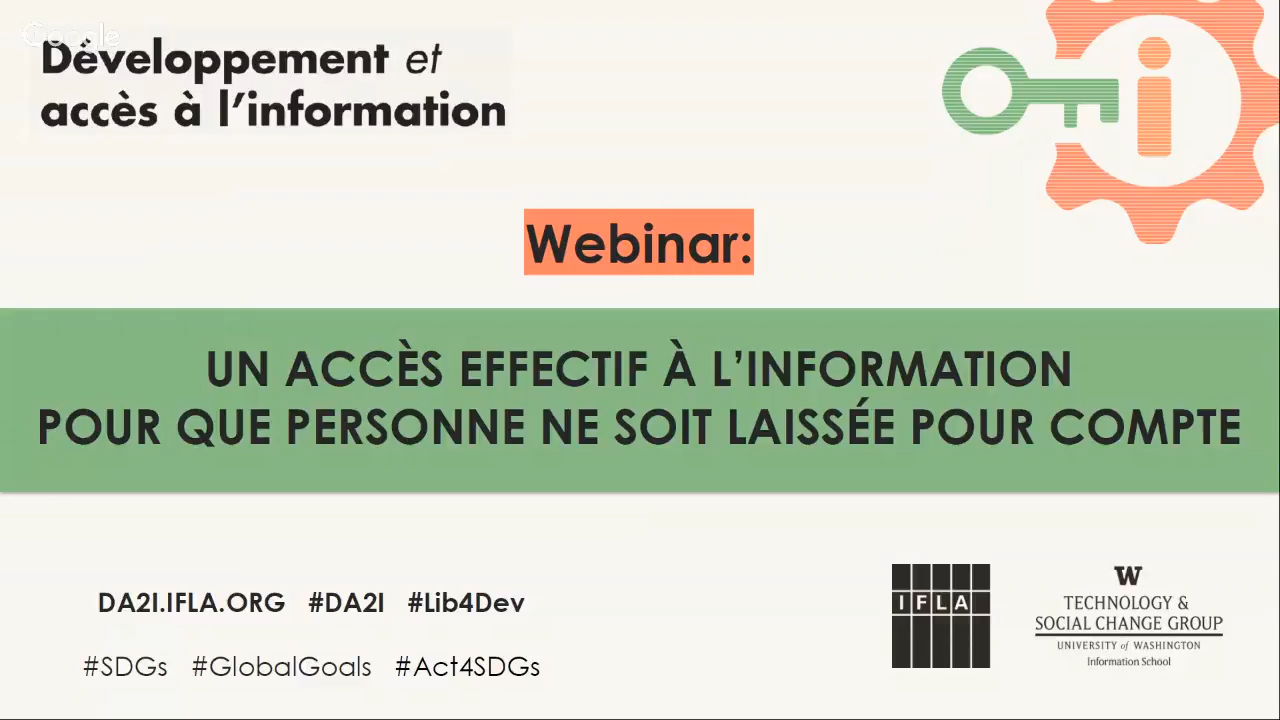 Google
Développement et
accès à l'information
i
Webinar:
UN ACCÈS EFFECTIF À L'INFORMATION
POUR QUE PERSONNE NE SOIT LAISSÉE POUR COMPTE
DA2I.IFLA.ORG #DA2I #Lib4Dev
#SDGs #GlobalGoals #Act4SDGs
IFLA
W
TECHNOLOGY &
SOCIAL CHANGE GROUP
UNIVERSITY of WASHINGTON
Information School